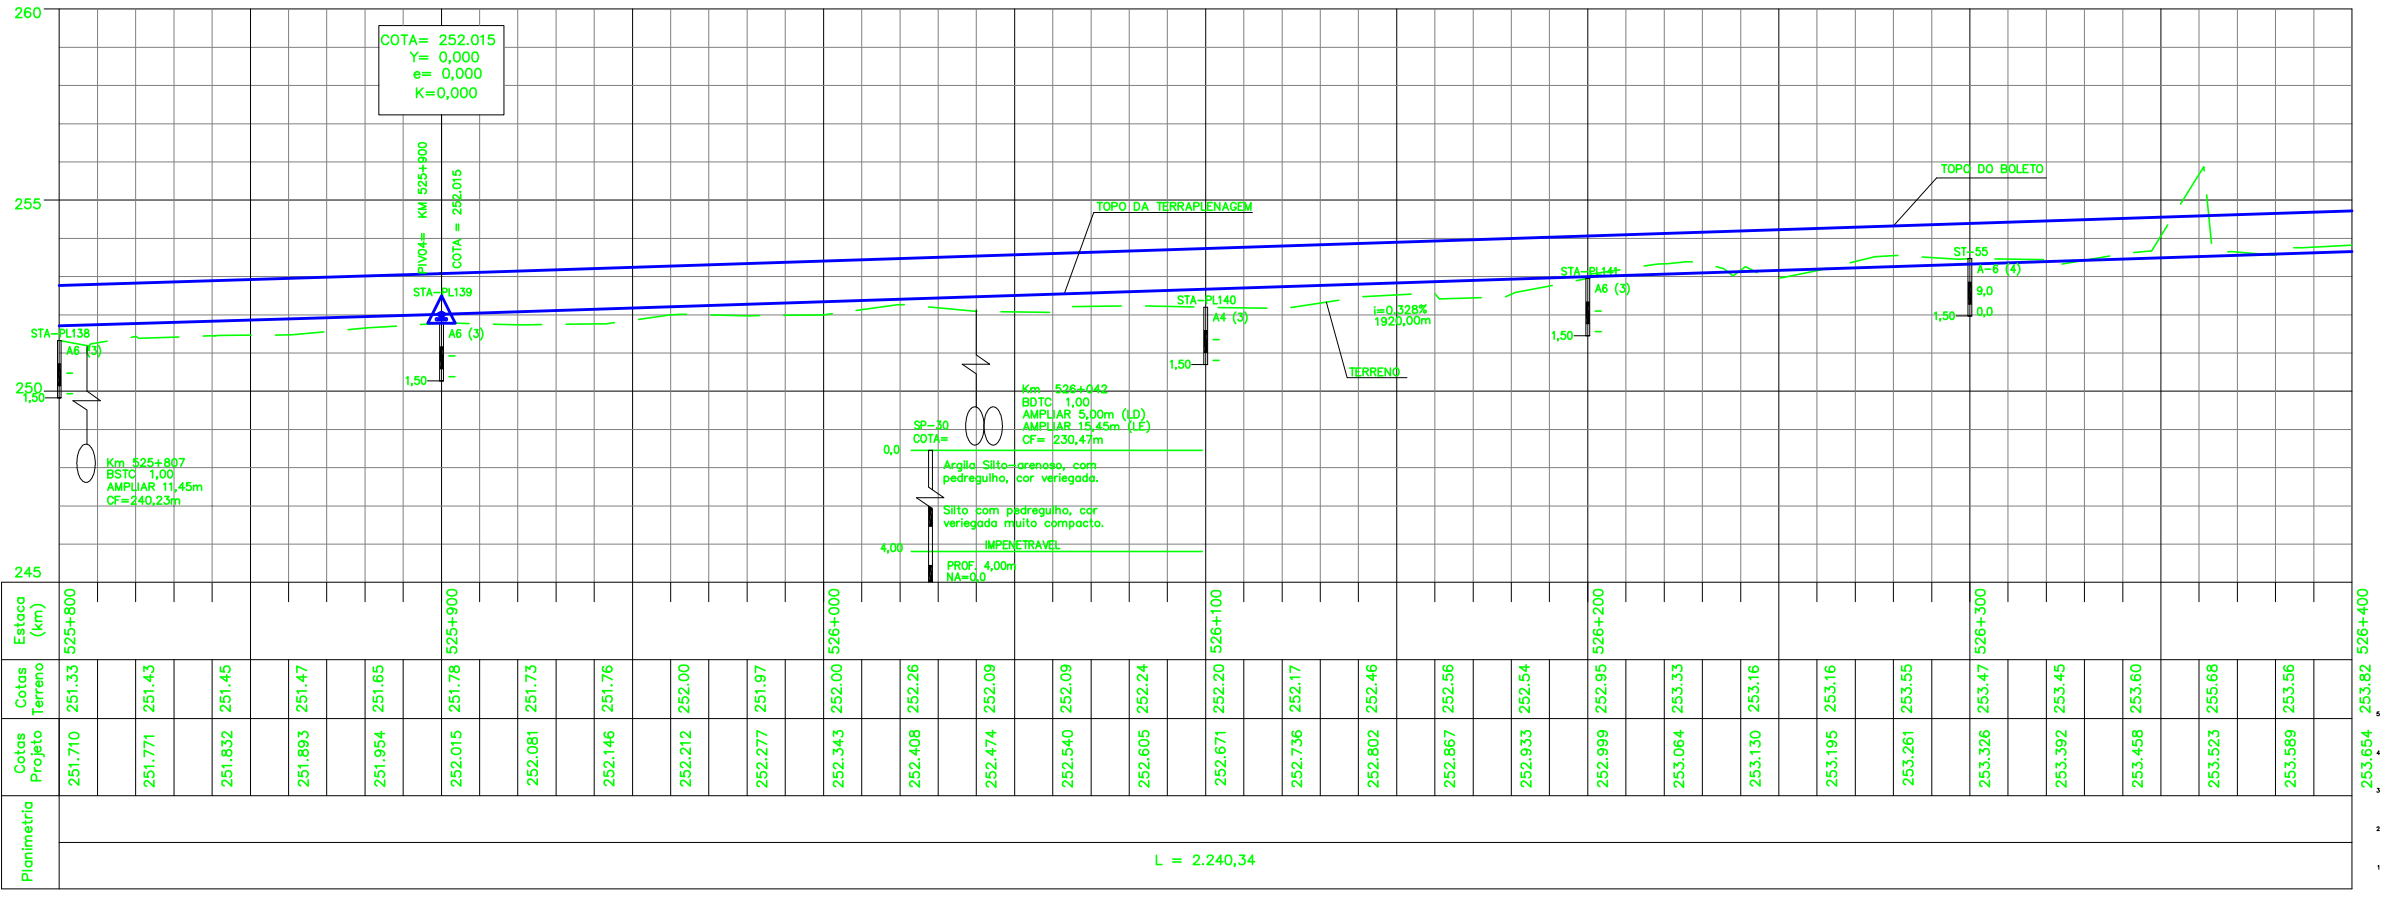 260
COTA= 252.015
Y= 0,000
e= 0,000
K=0,000
PIV04= KM 525+900
COTA = 252.015
255
TOPO DO BOLETO
TOPO DA TERRAPLENAGEM
STA-PL138
A6 (3)
1,50
STA-PL139
A6 (3)
1,50
STA-PL140
A4 (3)
1,50
i=0.328%
1920,00m
TERRENO
STA-PL141
A6 (3)
1,50
ST-55
A-6 (4)
9,0
0,0
1,50
250
Km 525+807
BSTC 1,00
AMPLIAR 11,45m
CF=240,23m
Km 526+042
BDTC 1,00
AMPLIAR 5,00m (LD)
AMPLIAR 15,45m (LE)
CF= 230,47m
SP-30
COTA=
0,0
Argila Silto-arenoso, com
pedregulho, cor veriegada.
Silto com pedregulho, cor
veriegada muito compacto.
4,00
IMPENETRAVEL
PROF. 4,00m
NA=0,0
245
Estaca
(km)
525+800
525+900
526+000
526+100
526+200
526+300
526+400
Cotas
Terreno
251.33
251.43
251.45
251.47
251.65
251.78
251.73
251.76
252.00
251.97
252.00
252.26
252.09
252.09
252.24
252.20
252.17
252.46
252.56
252.54
252.95
253.33
253.16
253.16
253.55
253.47
253.45
253.60
255.68
253.56
253.82
Cotas
Projeto
251.710
251.771
251.832
251.893
251.954
252.015
252.081
252.146
252.212
252.277
252.343
252.408
252.474
252.540
252.605
252.671
252.736
252.802
252.867
252.933
252.999
253.064
253.130
253.195
253.261
253.326
253.392
253.458
253.523
253.589
253.654
Planimetria
L = 2.240,34
5
4
3
2
1